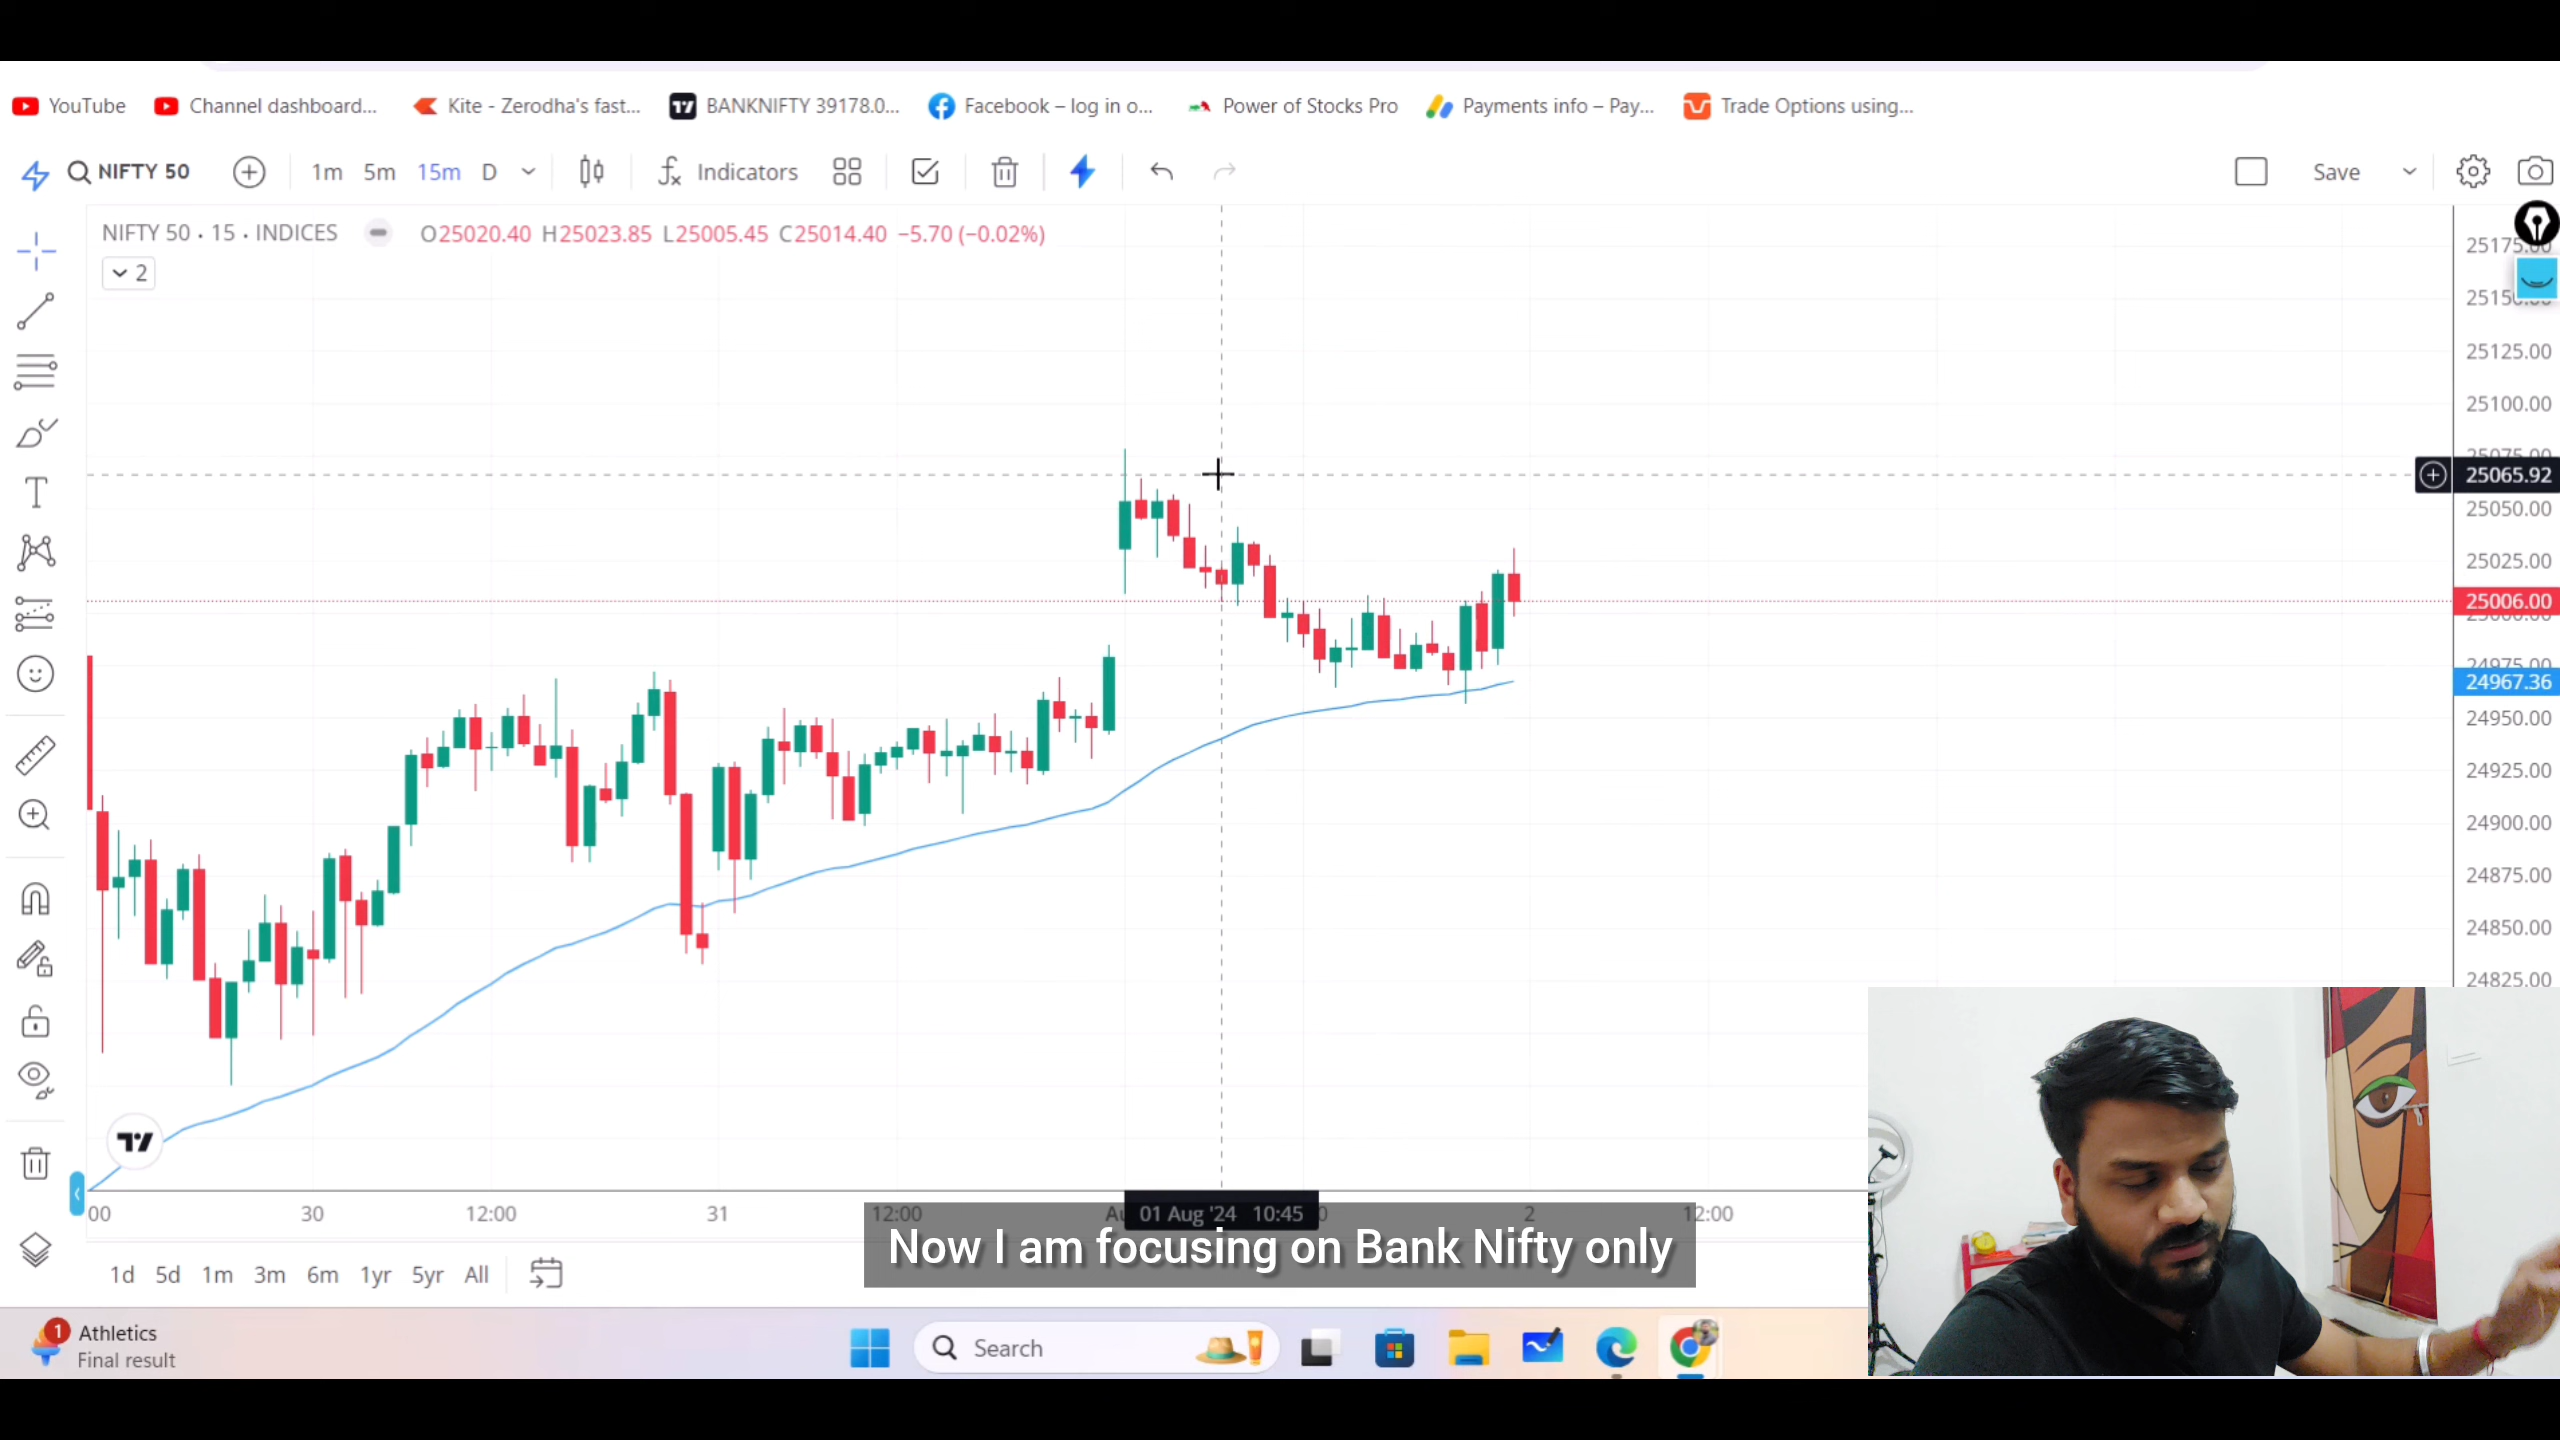 YouTube
Channel dashboard...
Kite - Zerodha's fast...
BANKNIFTY 39178.0...
Facebook – log in o...
Power of Stocks Pro
Payments info – Pay...
Trade Options using...
NIFTY 50
1m 5m 15m D
Indicators
Save
NIFTY 50 · 15 · INDICES
O25020.40 H25023.85 L25005.45 C25014.40 −5.70 (−0.02%)
2
25125.00
25100.00
25065.92
25050.00
25025.00
25006.00
24975.00
24967.36
24950.00
24925.00
24900.00
24875.00
24850.00
24825.00
00 30 12:00 31 12:00 01 Aug '24 10:45 2 12:00
Now I am focusing on Bank Nifty only
1d 5d 1m 3m 6m 1yr 5yr All
1
Athletics
Final result
Search